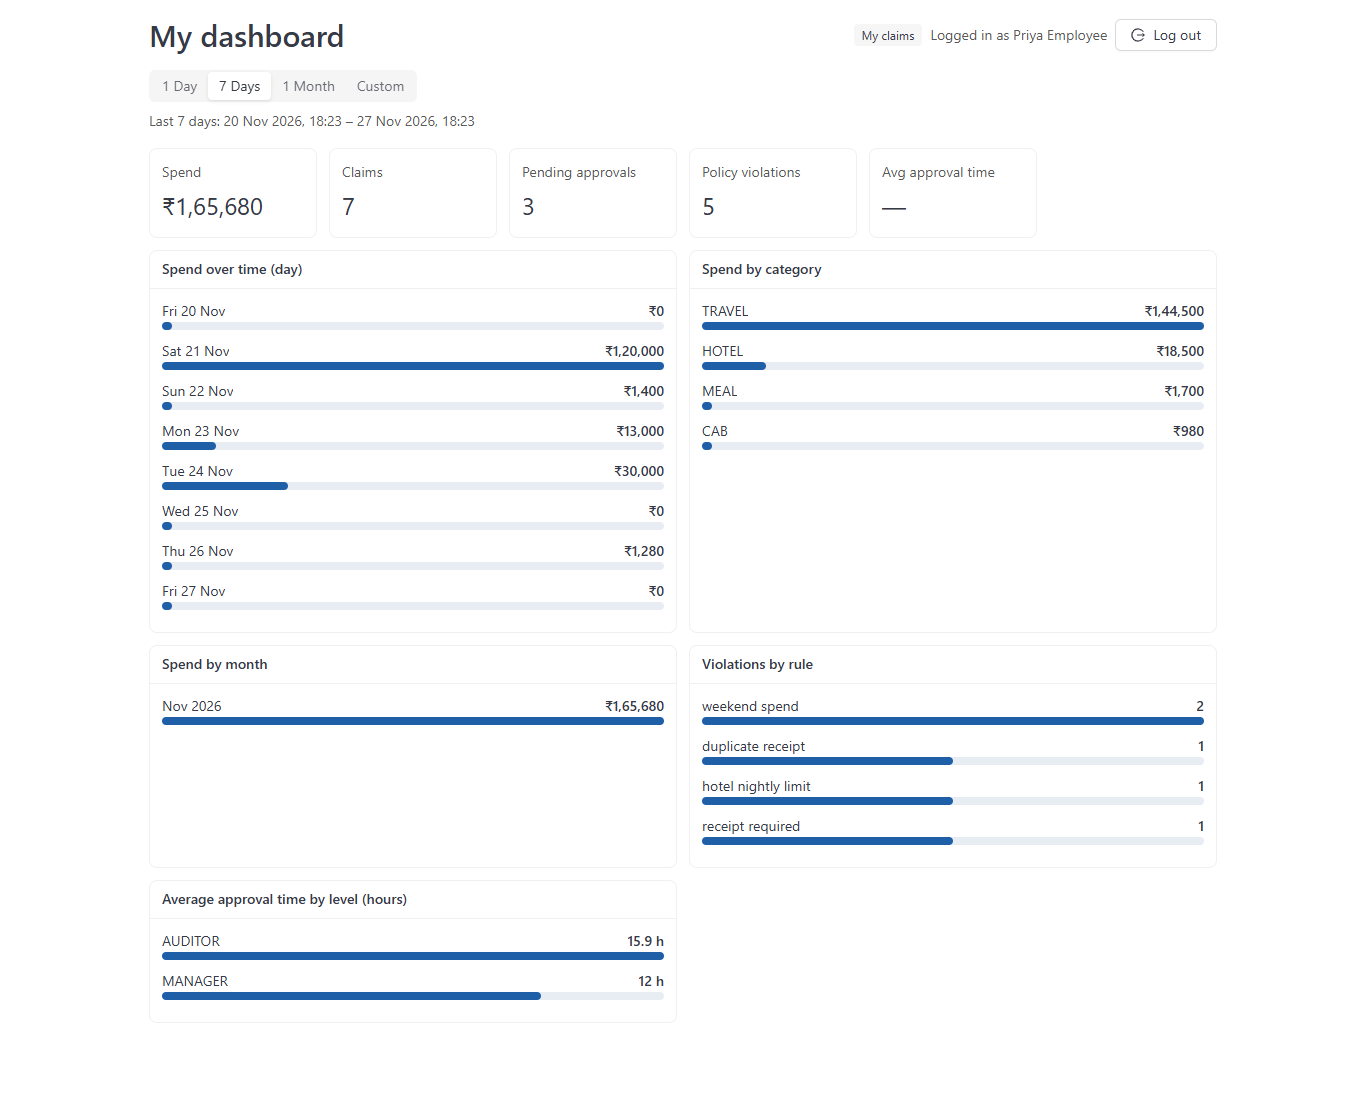 My dashboard
My claims
Logged in as Priya Employee
Log out
1 Day
7 Days
1 Month
Custom
Last 7 days: 20 Nov 2026, 18:23 – 27 Nov 2026, 18:23
Spend
₹1,65,680
Claims
7
Pending approvals
3
Policy violations
5
Avg approval time
—
Spend over time (day)
Fri 20 Nov ₹0
Sat 21 Nov ₹1,20,000
Sun 22 Nov ₹1,400
Mon 23 Nov ₹13,000
Tue 24 Nov ₹30,000
Wed 25 Nov ₹0
Thu 26 Nov ₹1,280
Fri 27 Nov ₹0
Spend by category
TRAVEL ₹1,44,500
HOTEL ₹18,500
MEAL ₹1,700
CAB ₹980
Spend by month
Nov 2026 ₹1,65,680
Violations by rule
weekend spend 2
duplicate receipt 1
hotel nightly limit 1
receipt required 1
Average approval time by level (hours)
AUDITOR 15.9 h
MANAGER 12 h